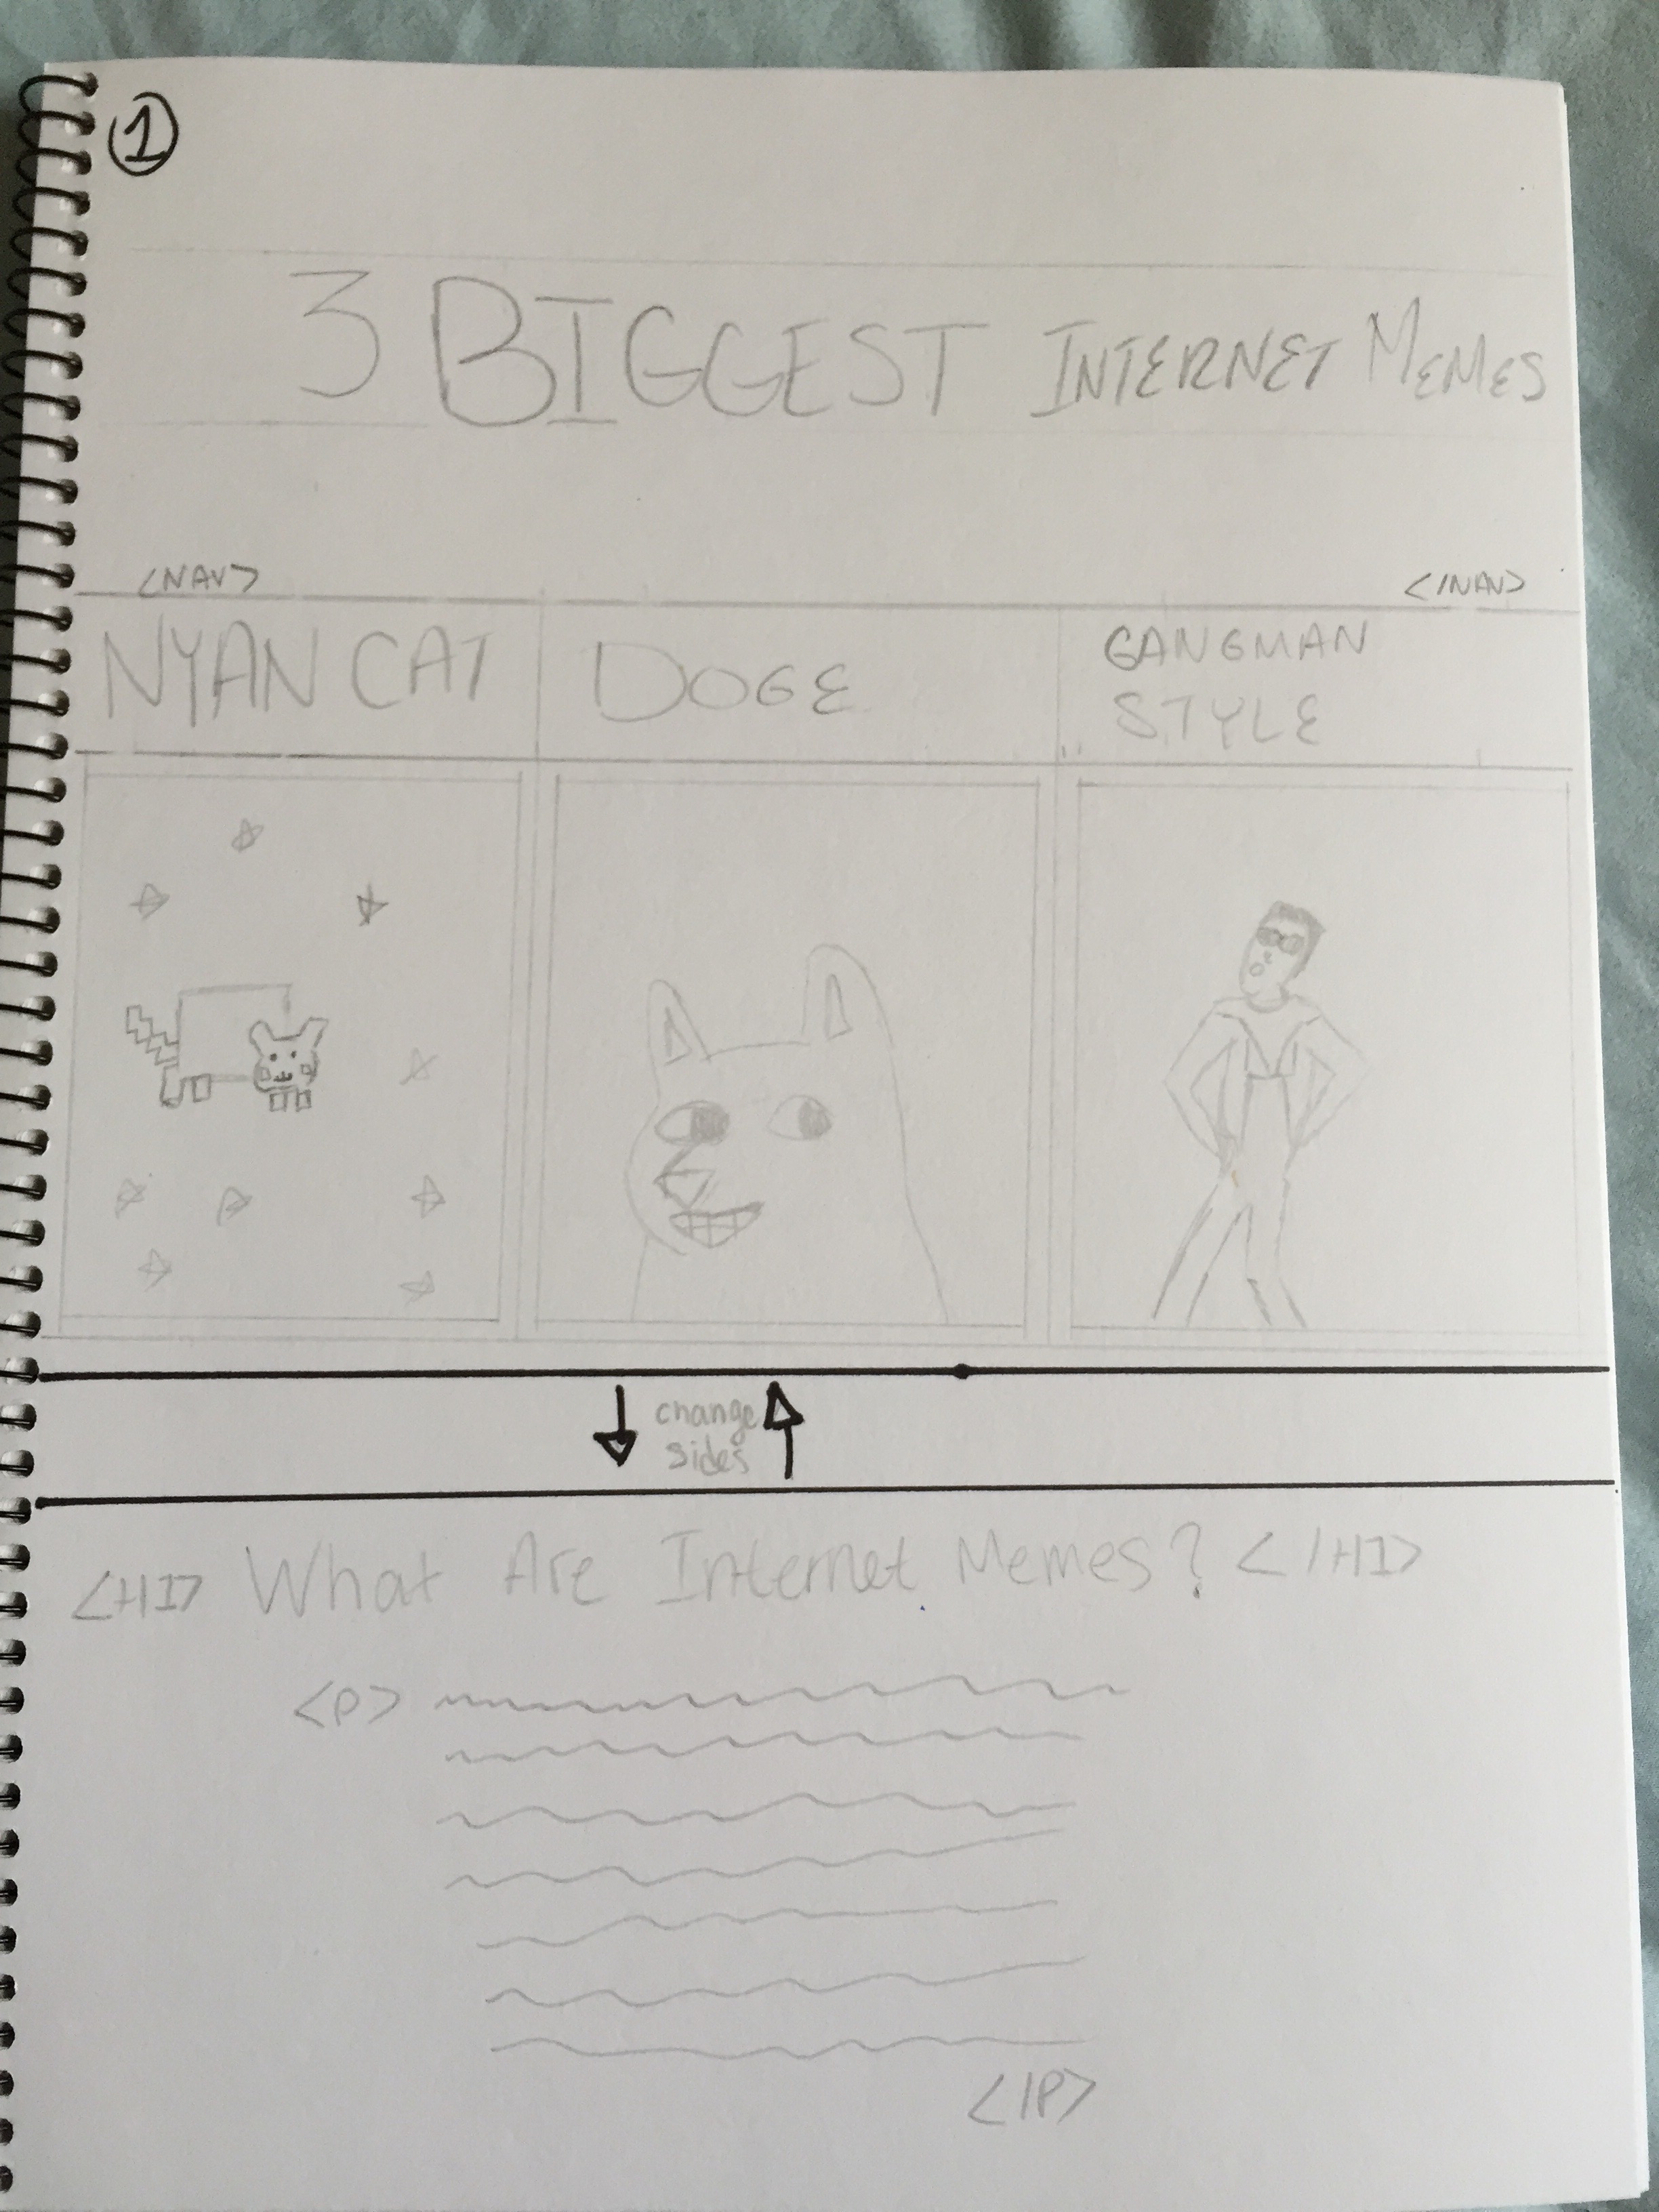 1
3 BIGGEST INTERNET MEMES
<NAV> </NAV>
NYAN CAT DOGE GANGMAN
STYLE
change
sides
<H1> What Are Internet Memes? </H1>
<P>
</P>